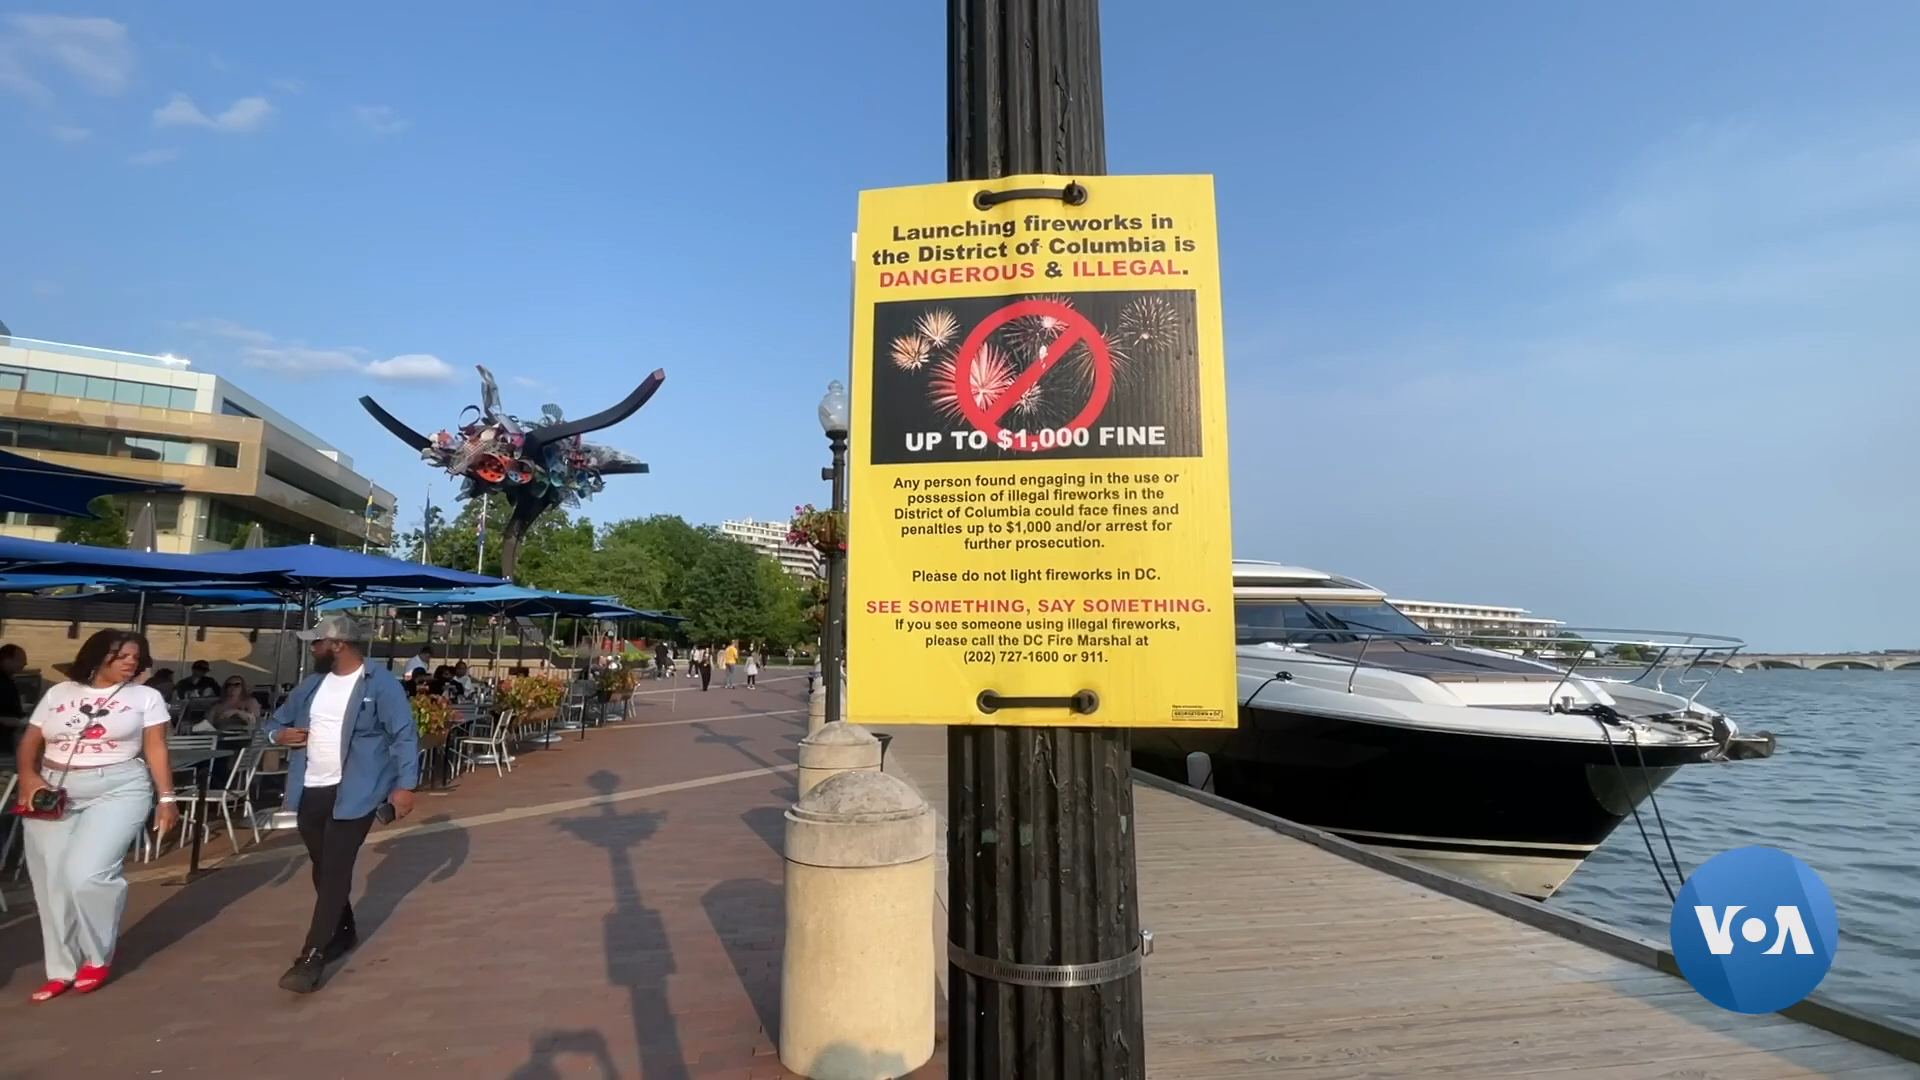 Launching fireworks in
the District of Columbia is
DANGEROUS & ILLEGAL.
UP TO $1,000 FINE
Any person found engaging in the use or
possession of illegal fireworks in the
District of Columbia could face fines and
penalties up to $1,000 and/or arrest for
further prosecution.
Please do not light fireworks in DC.
SEE SOMETHING, SAY SOMETHING.
If you see someone using illegal fireworks,
please call the DC Fire Marshal at
(202) 727-1600 or 911.
GEORGETOWN DC
MICKEY
MOUSE
VOA